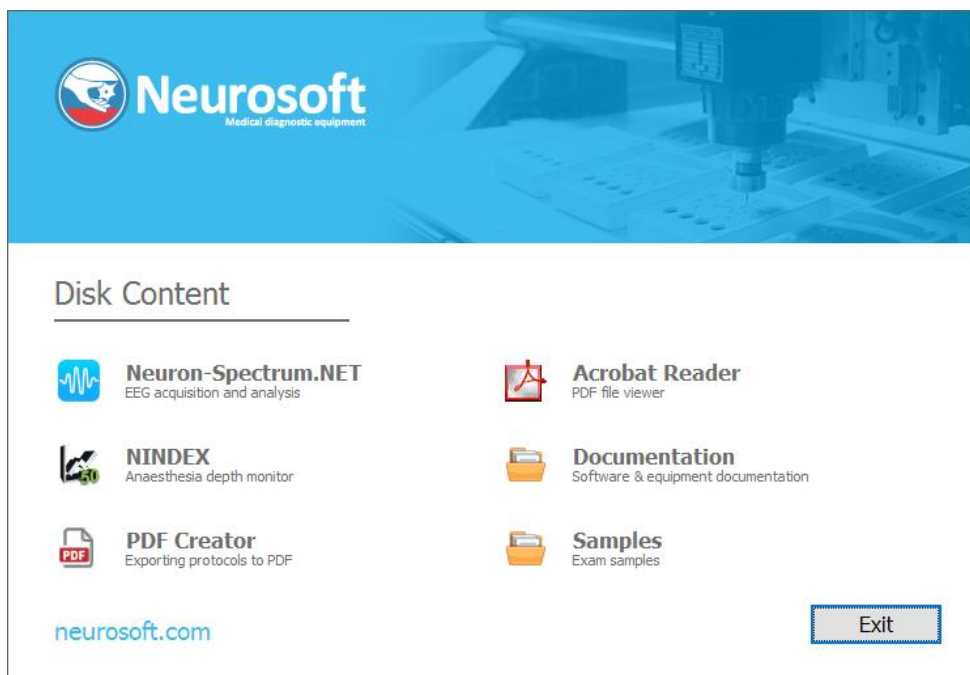 Neurosoft
Medical diagnostic equipment
Disk Content
Neuron-Spectrum.NET
EEG acquisition and analysis
NINDEX
Anaesthesia depth monitor
50
PDF Creator
Exporting protocols to PDF
PDF
Acrobat Reader
PDF file viewer
Documentation
Software & equipment documentation
Samples
Exam samples
neurosoft.com
Exit